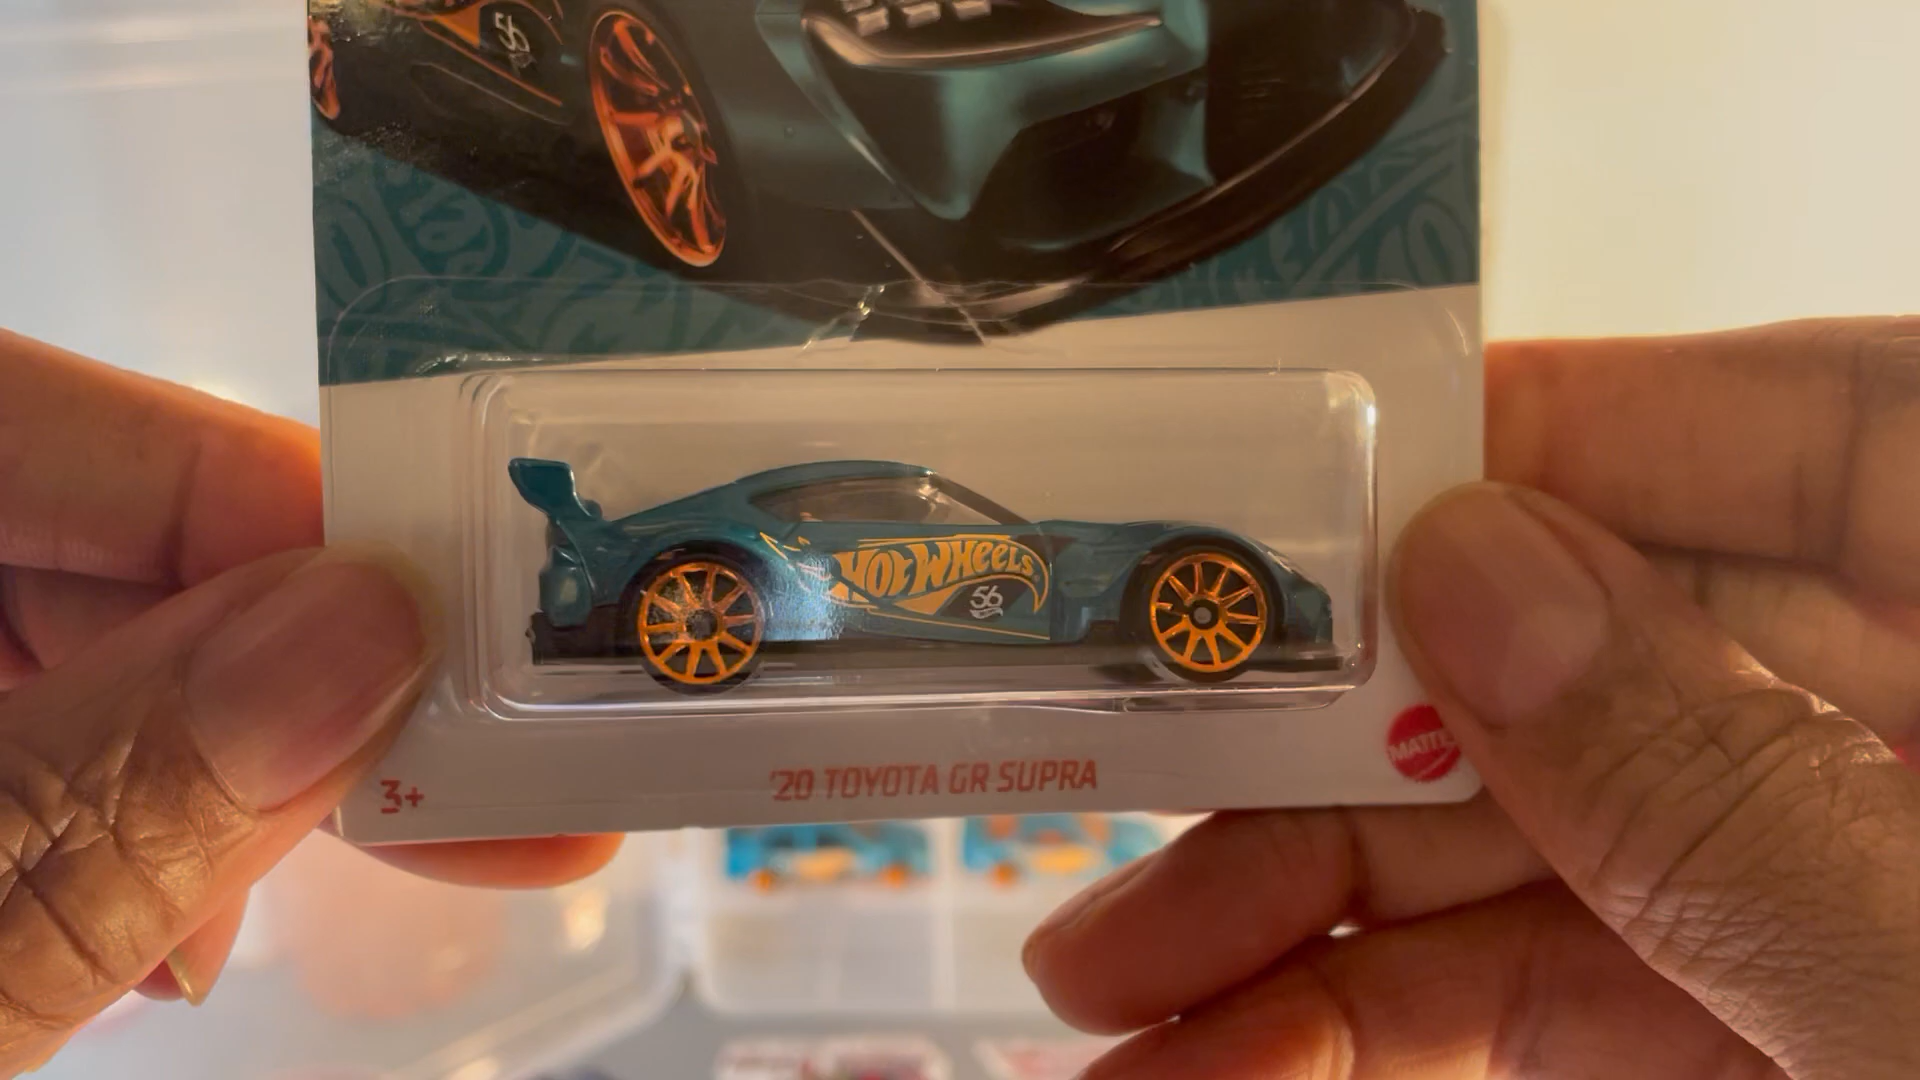 56
HOT WHEELS
56
'20 TOYOTA GR SUPRA
3+
MATTEL